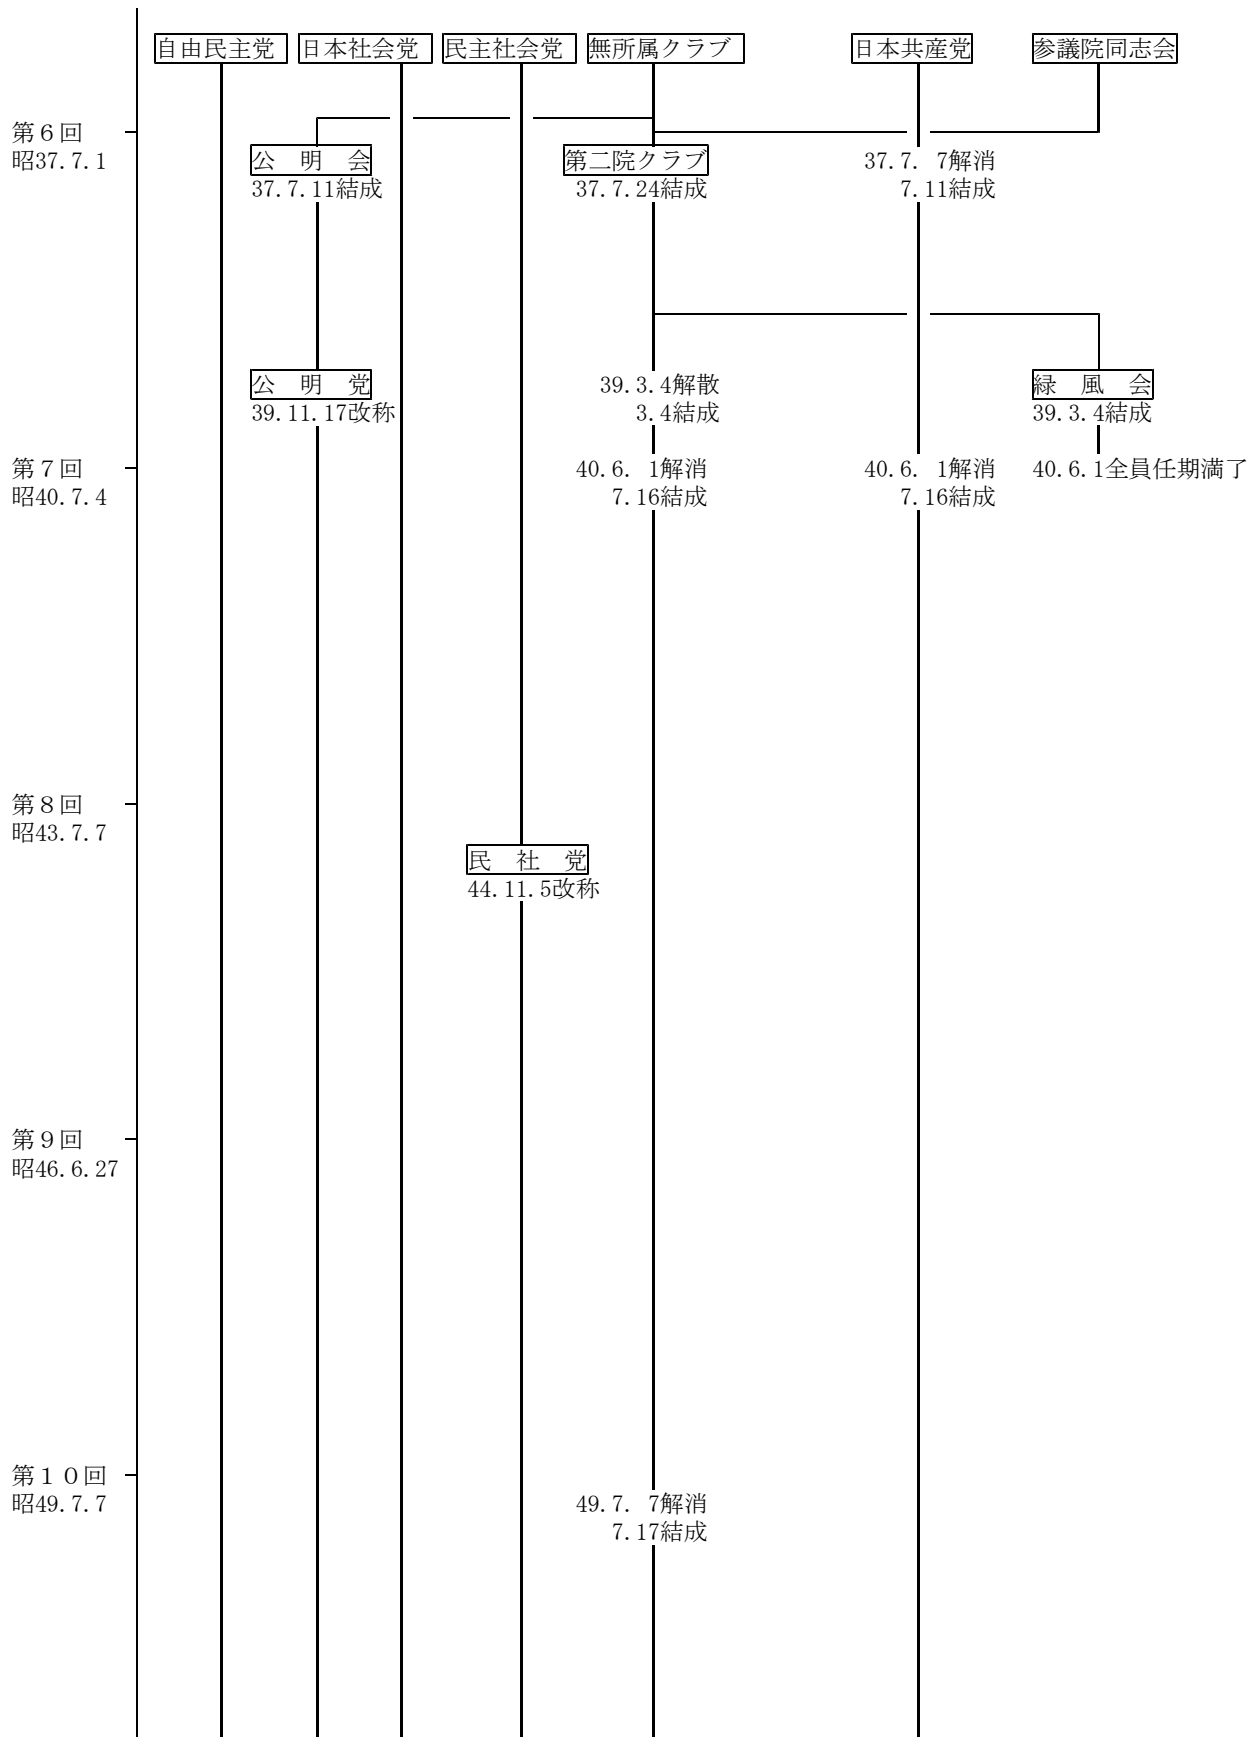 自由民主党
日本社会党
民主社会党
無所属クラブ
日本共産党
参議院同志会
第６回
昭37.7.1
公　明　会
37.7.11結成
第二院クラブ
37.7.24結成
37.7. 7解消
7.11結成
公　明　党
39.11.17改称
39.3.4解散
3.4結成
緑　風　会
39.3.4結成
第７回
昭40.7.4
40.6. 1解消
7.16結成
40.6. 1解消
7.16結成
40.6.1全員任期満了
第８回
昭43.7.7
民　社　党
44.11.5改称
第９回
昭46.6.27
第１０回
昭49.7.7
49.7. 7解消
7.17結成